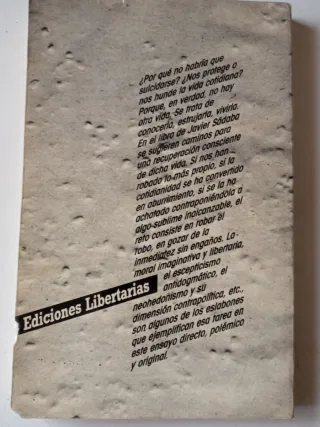 ¿Por qué no habría que
suicidarse? ¿Nos protege o
nos hunde la vida cotidiana?
Porque, en verdad, no hay
otra vida. Se trata de
conocerla, estrujarla, vivirla.
En el libro de Javier Sádaba
se sugieren caminos para
una recuperación consciente
de dicha vida. Si nos han
robado lo más propio, si la
cotidianidad se ha convertido
en aburrimiento, si se la ha
achatado contraponiéndola a
algo sublime inalcanzable, el
reto consiste en robar el
robo, en gozar de la
inmediatez sin engaños. La
moral imaginativa y libertaria,
el escepticismo
antidogmático, el
neohedonismo y su
dimensión contrapolítica, etc.,
son algunos de los eslabones
que ejemplifican esa tarea en
este ensayo directo, polémico
y original.
Ediciones Libertarias